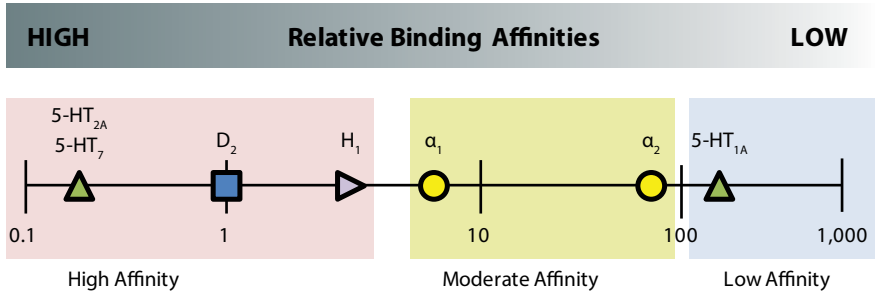 HIGH Relative Binding Affinities LOW
5-HT₂A
5-HT₇ D₂ H₁ α₁ α₂ 5-HT₁A
0.1 1 10 100 1,000
High Affinity Moderate Affinity Low Affinity